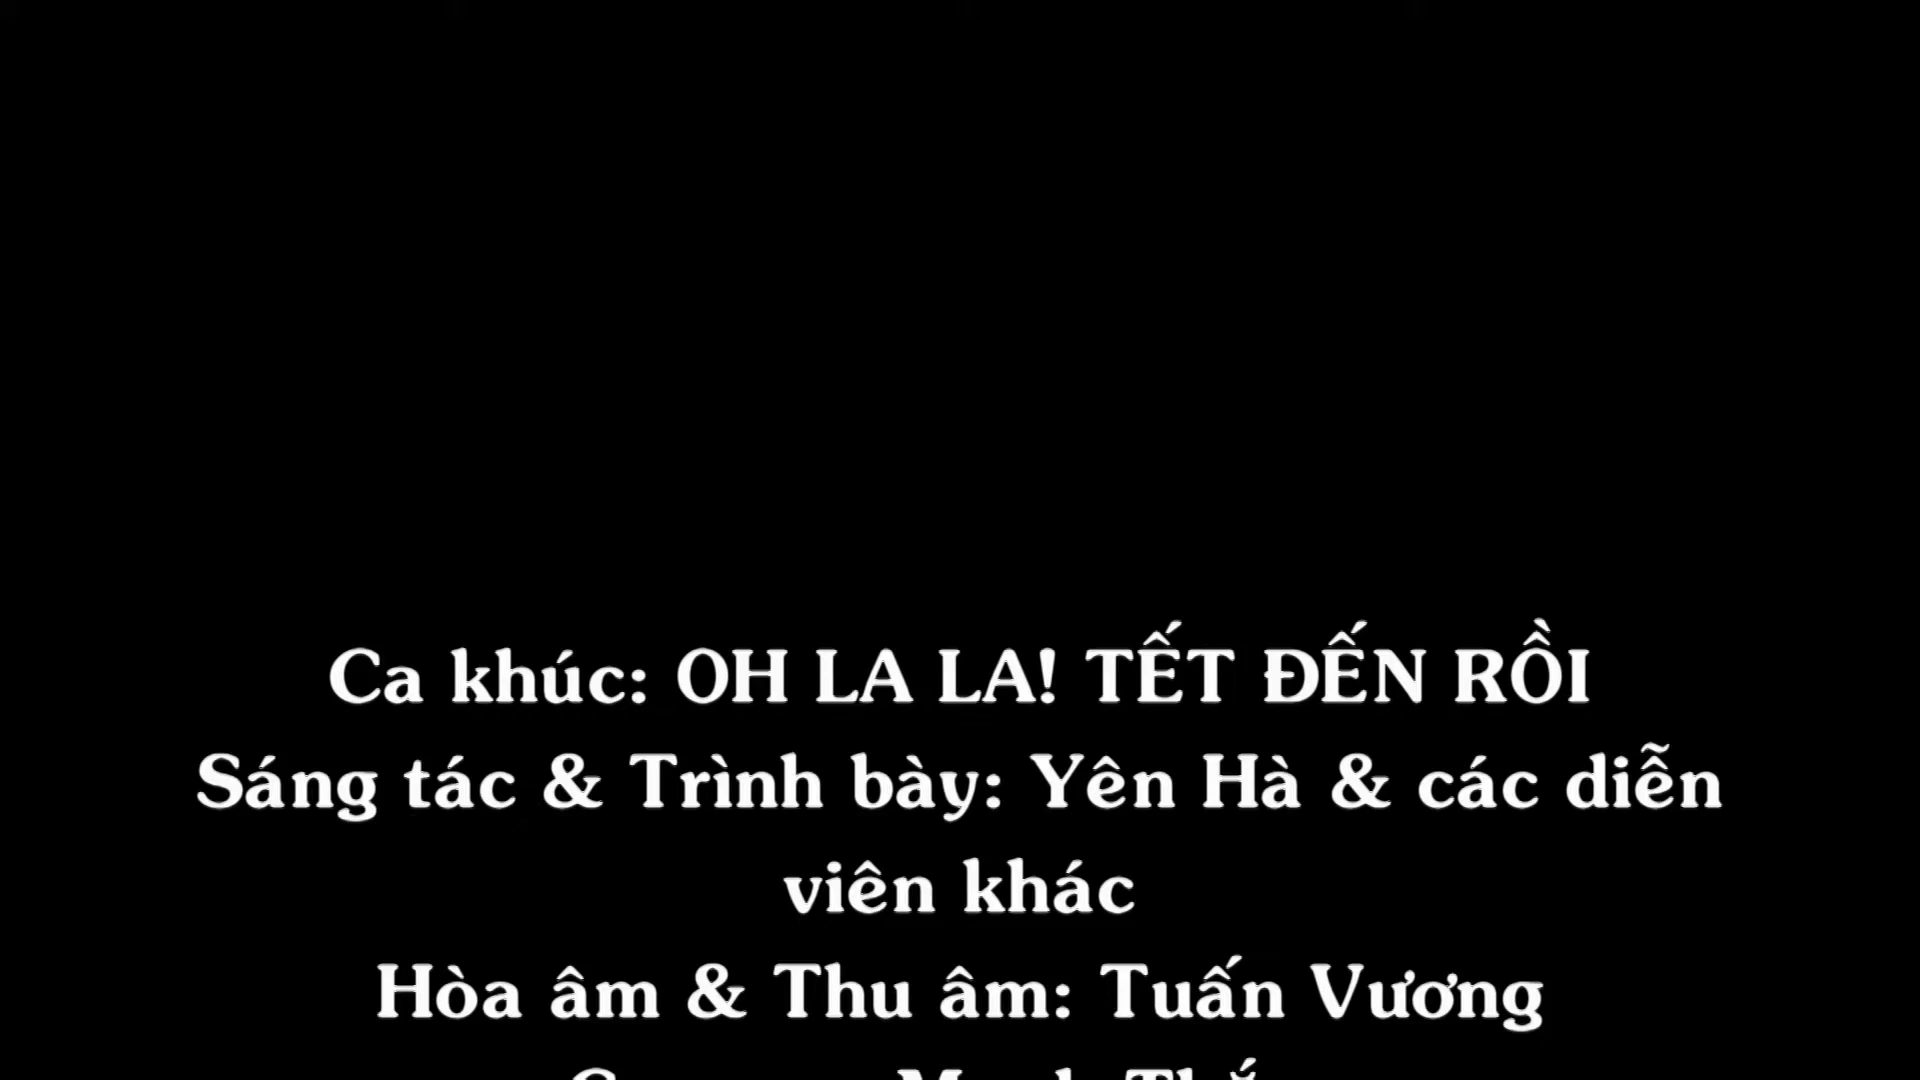 Ca khúc: OH LA LA! TẾT ĐẾN RỒI
Sáng tác & Trình bày: Yên Hà & các diễn
viên khác
Hòa âm & Thu âm: Tuấn Vương